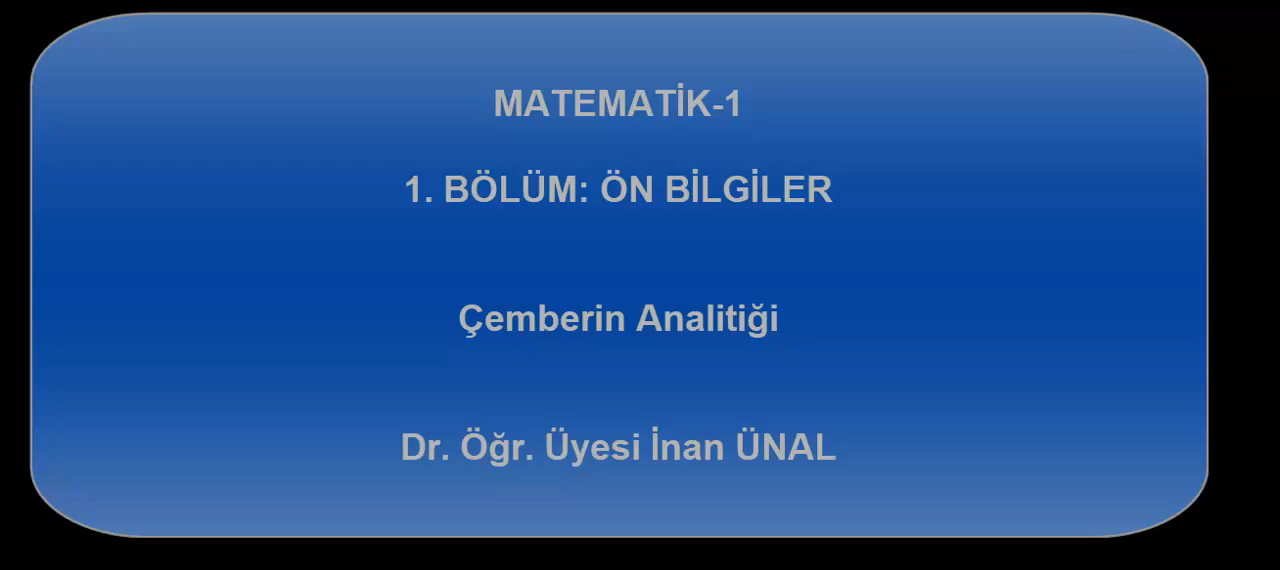 MATEMATİK-1
1. BÖLÜM: ÖN BİLGİLER
Çemberin Analitiği
Dr. Öğr. Üyesi İnan ÜNAL